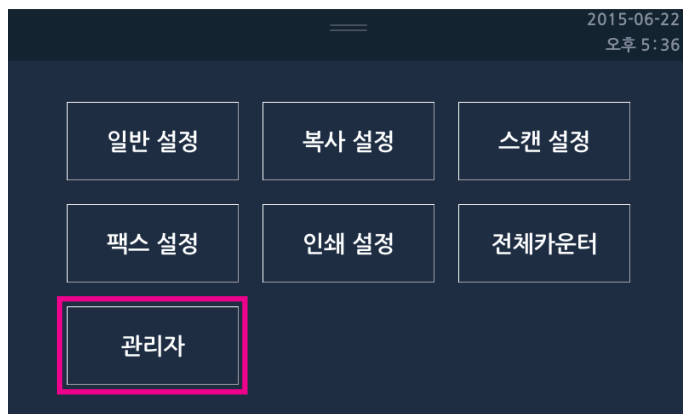 2015-06-22
오후 5:36
일반 설정 복사 설정 스캔 설정
팩스 설정 인쇄 설정 전체카운터
관리자